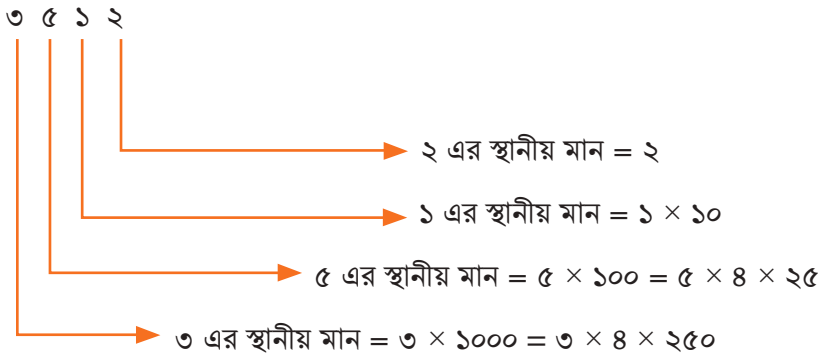 ৩ ৫ ১ ২
২ এর স্থানীয় মান = ২
১ এর স্থানীয় মান = ১ × ১০
৫ এর স্থানীয় মান = ৫ × ১০০ = ৫ × ৪ × ২৫
৩ এর স্থানীয় মান = ৩ × ১০০০ = ৩ × ৪ × ২৫০